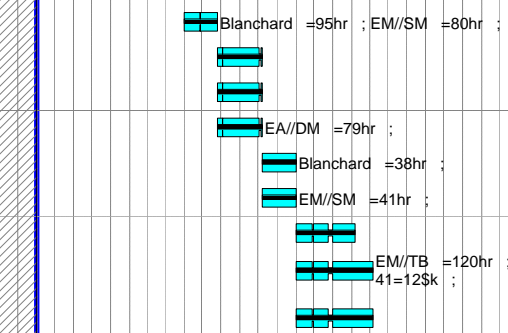 Blanchard =95hr ; EM//SM =80hr ;
EA//DM =79hr ;
Blanchard =38hr ;
EM//SM =41hr ;
EM//TB =120hr ;
41=12$k ;